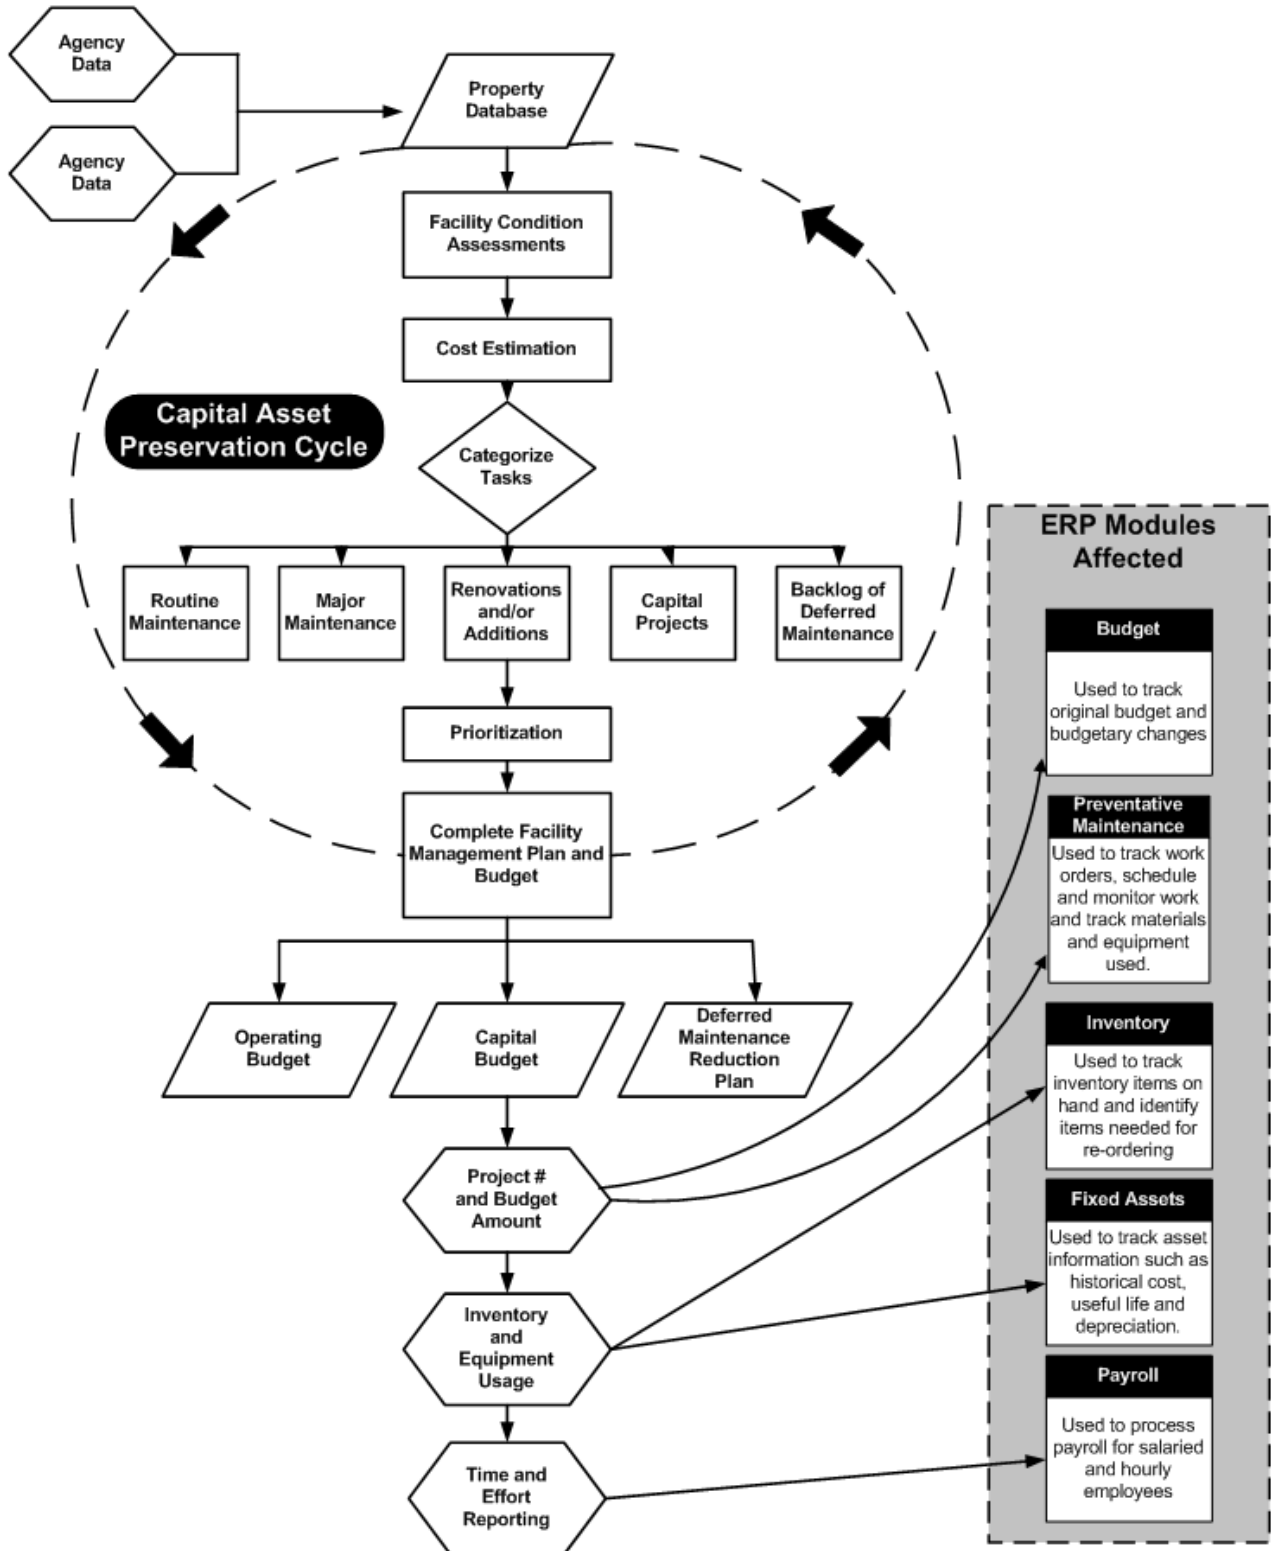 Agency
Data
Agency
Data
Property
Database
Facility Condition
Assessments
Cost Estimation
Capital Asset
Preservation Cycle
Categorize
Tasks
Routine
Maintenance
Major
Maintenance
Renovations
and/or
Additions
Capital
Projects
Backlog of
Deferred
Maintenance
Prioritization
Complete Facility
Management Plan and
Budget
Operating
Budget
Capital
Budget
Deferred
Maintenance
Reduction
Plan
Project #
and Budget
Amount
Inventory
and
Equipment
Usage
Time and
Effort
Reporting
ERP Modules
Affected
Budget
Used to track
original budget and
budgetary changes
Preventative
Maintenance
Used to track work
orders, schedule
and monitor work
and track materials
and equipment
used.
Inventory
Used to track
inventory items on
hand and identify
items needed for
re-ordering
Fixed Assets
Used to track asset
information such as
historical cost,
useful life and
depreciation.
Payroll
Used to process
payroll for salaried
and hourly
employees